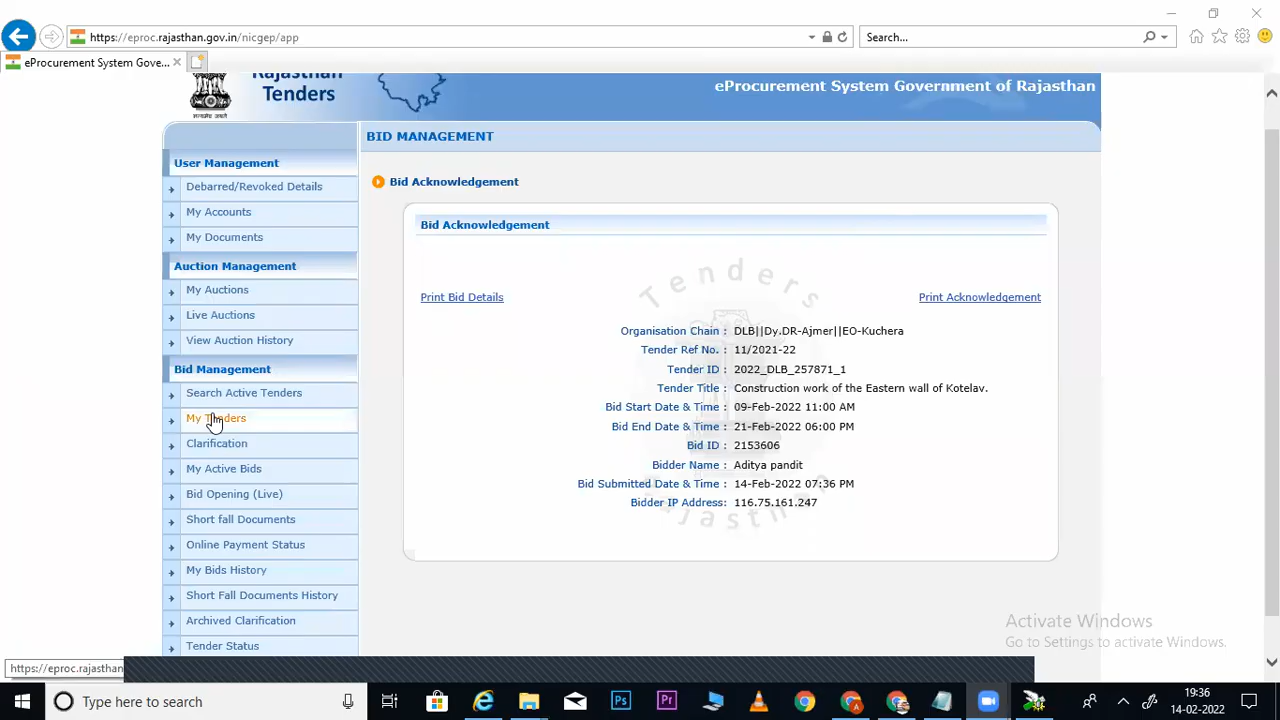 https://eproc.rajasthan.gov.in/nicgep/app
Search...
eProcurement System Gove...
Rajasthan
Tenders
सत्यमेव जयते
eProcurement System Government of Rajasthan
BID MANAGEMENT
User Management
Debarred/Revoked Details
My Accounts
My Documents
Auction Management
My Auctions
Live Auctions
View Auction History
Bid Management
Search Active Tenders
My Tenders
Clarification
My Active Bids
Bid Opening (Live)
Short fall Documents
Online Payment Status
My Bids History
Short Fall Documents History
Archived Clarification
Tender Status
Bid Acknowledgement
Bid Acknowledgement
Print Bid Details
Print Acknowledgement
Tenders
Rajasthan
Organisation Chain : DLB||Dy.DR-Ajmer||EO-Kuchera
Tender Ref No. : 11/2021-22
Tender ID : 2022_DLB_257871_1
Tender Title : Construction work of the Eastern wall of Kotelav.
Bid Start Date & Time : 09-Feb-2022 11:00 AM
Bid End Date & Time : 21-Feb-2022 06:00 PM
Bid ID : 2153606
Bidder Name : Aditya pandit
Bid Submitted Date & Time : 14-Feb-2022 07:36 PM
Bidder IP Address: 116.75.161.247
Activate Windows
Go to Settings to activate Windows.
https://eproc.rajasthan
Type here to search
Ps
Pr
19:36
14-02-2022